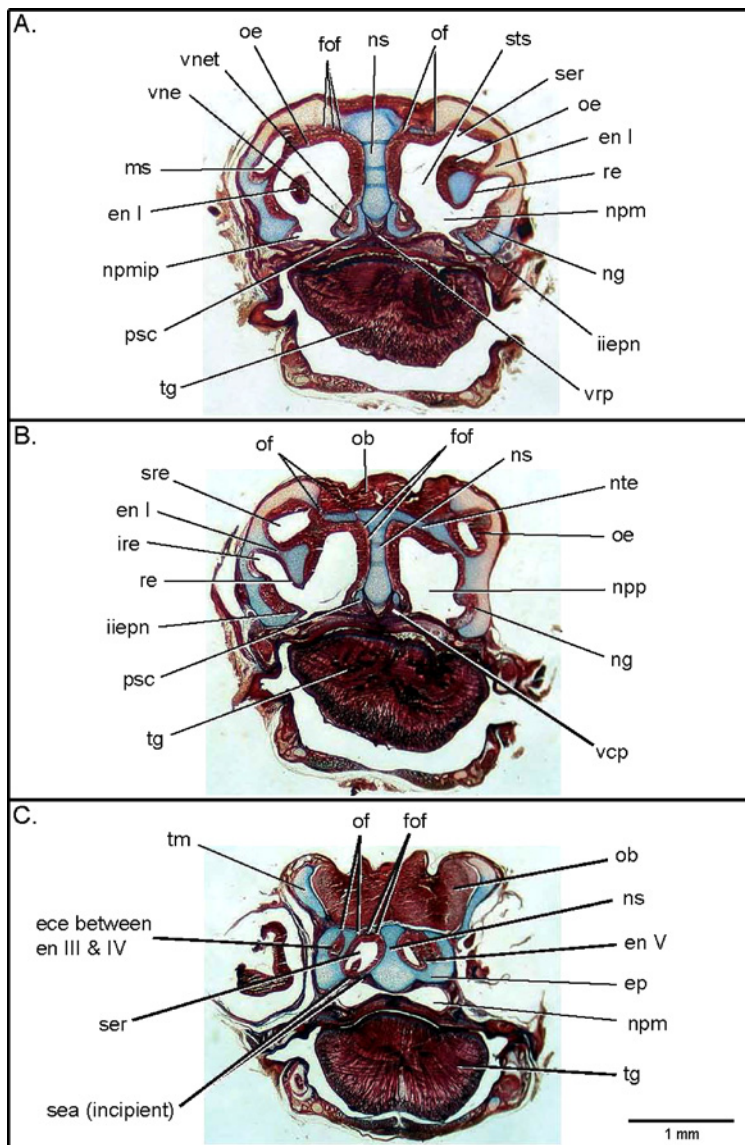 A.
oe
fof
ns
of
sts
vnet
ser
vne
oe
en I
ms
re
en I
npm
npmip
ng
psc
iiepn
tg
vrp
B.
of
ob
fof
ns
sre
nte
en I
oe
ire
re
npp
iiepn
ng
psc
tg
vcp
C.
of
fof
tm
ob
ns
ece between
en III & IV
en V
ep
ser
npm
tg
sea (incipient)
1 mm